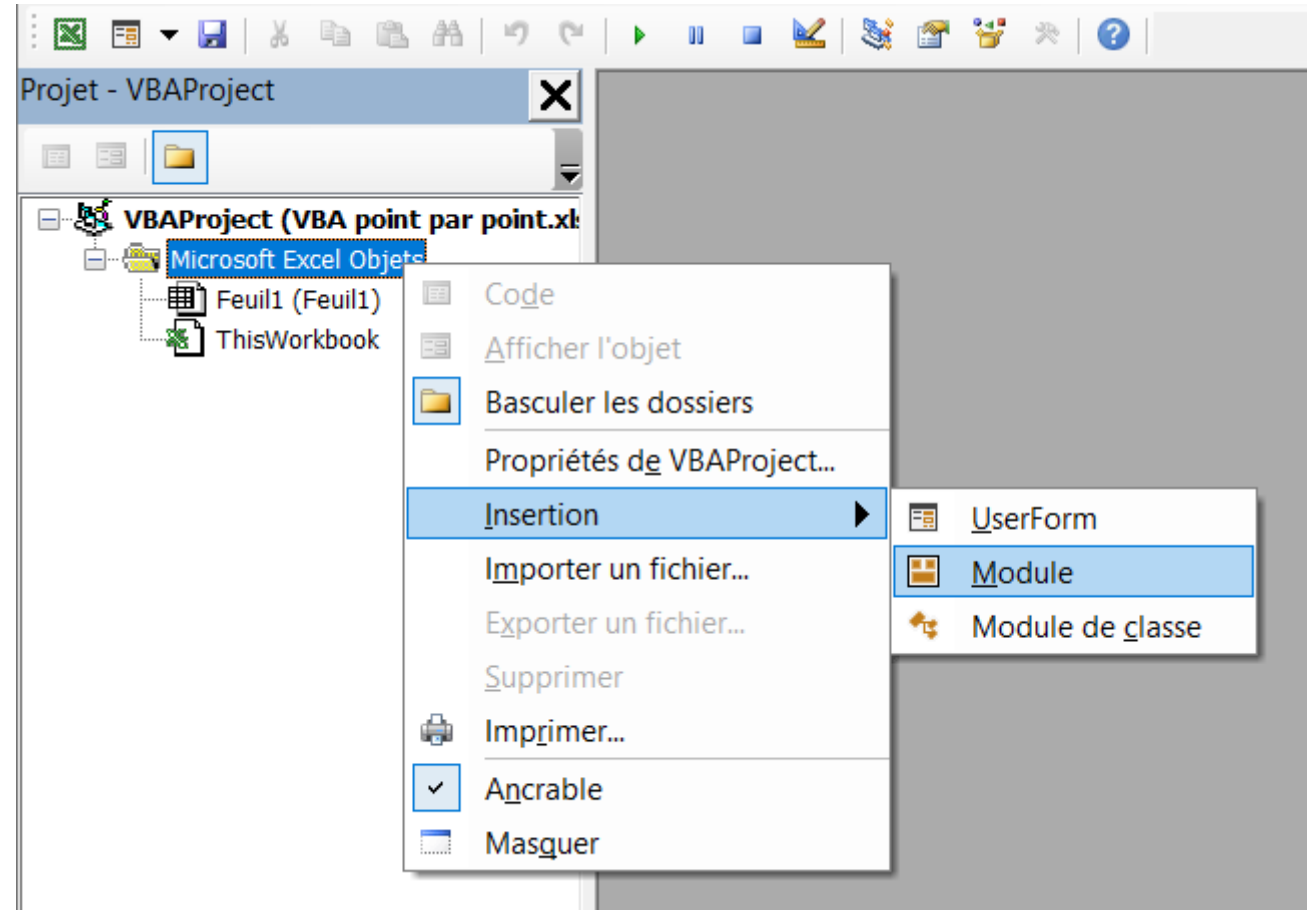 Projet - VBAProject
VBAProject (VBA point par point.xl
Microsoft Excel Objets
Feuil1 (Feuil1)
ThisWorkbook
Code
Afficher l'objet
Basculer les dossiers
Propriétés de VBAProject...
Insertion
Importer un fichier...
Exporter un fichier...
Supprimer
Imprimer...
Ancrable
Masquer
UserForm
Module
Module de classe